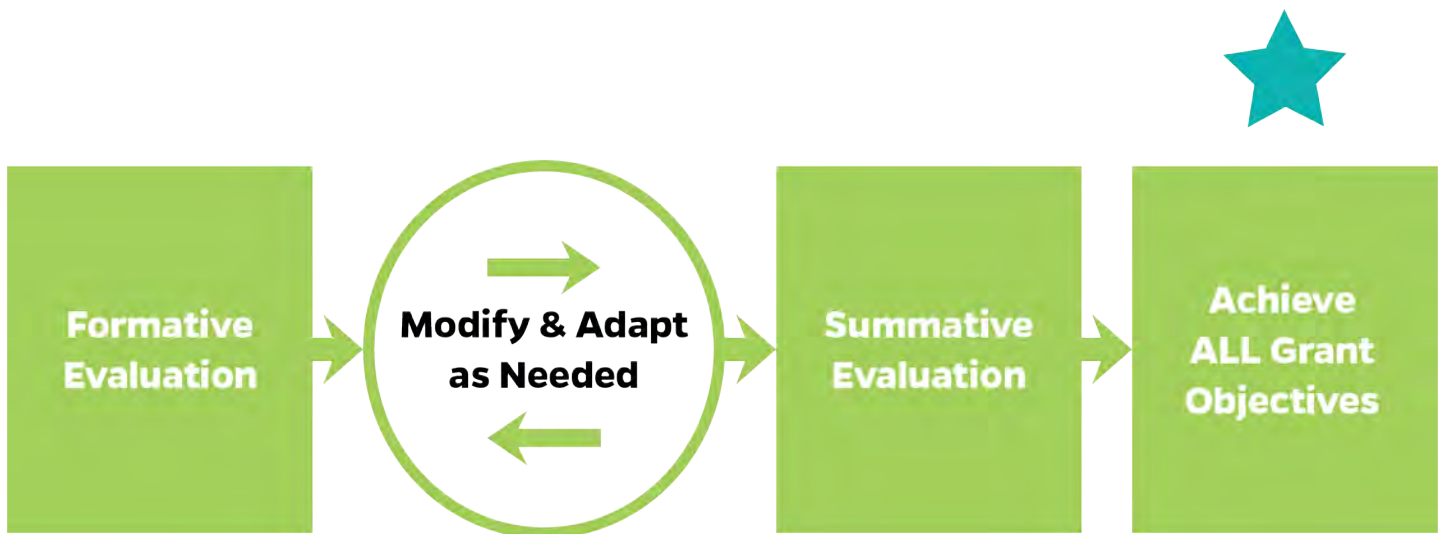 Formative
Evaluation
Modify & Adapt
as Needed
Summative
Evaluation
Achieve
ALL Grant
Objectives